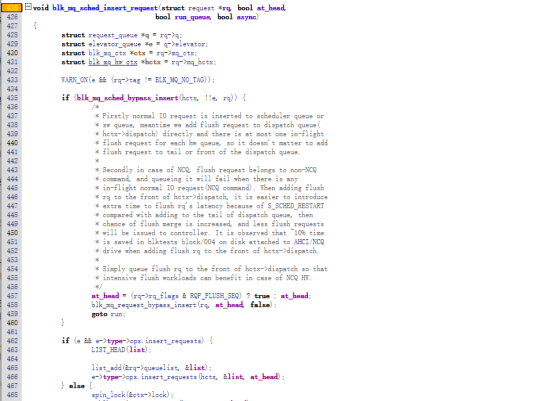 425 void blk_mq_sched_insert_request(struct request *rq, bool at_head,
426 bool run_queue, bool async)
427 {
428 struct request_queue *q = rq->q;
429 struct elevator_queue *e = q->elevator;
430 struct blk_mq_ctx *ctx = rq->mq_ctx;
431 struct blk_mq_hw_ctx *hctx = rq->mq_hctx;
432
433 WARN_ON(e && (rq->tag != BLK_MQ_NO_TAG));
434
435 if (blk_mq_sched_bypass_insert(hctx, !!e, rq)) {
436 /*
437 * Firstly normal IO request is inserted to scheduler queue or
438 * sw queue, meantime we add flush request to dispatch queue(
439 * hctx->dispatch) directly and there is at most one in-flight
440 * flush request for each hw queue, so it doesn't matter to add
441 * flush request to tail or front of the dispatch queue.
442 *
443 * Secondly in case of NCQ, flush request belongs to non-NCQ
444 * command, and queueing it will fail when there is any
445 * in-flight normal IO request(NCQ command). When adding flush
446 * rq to the front of hctx->dispatch, it is easier to introduce
447 * extra time to flush rq's latency because of S_SCHED_RESTART
448 * compared with adding to the tail of dispatch queue, then
449 * chance of flush merge is increased, and less flush requests
450 * will be issued to controller. It is observed that ~10% time
451 * is saved in blktests block/004 on disk attached to AHCI/NCQ
452 * drive when adding flush rq to the front of hctx->dispatch.
453 *
454 * Simply queue flush rq to the front of hctx->dispatch so that
455 * intensive flush workloads can benefit in case of NCQ HW.
456 */
457 at_head = (rq->rq_flags & RQF_FLUSH_SEQ) ? true : at_head;
458 blk_mq_request_bypass_insert(rq, at_head, false);
459 goto run;
460 }
461
462 if (e && e->type->ops.insert_requests) {
463 LIST_HEAD(list);
464
465 list_add(&rq->queuelist, &list);
466 e->type->ops.insert_requests(hctx, &list, at_head);
467 } else {
468 spin_lock(&ctx->lock);